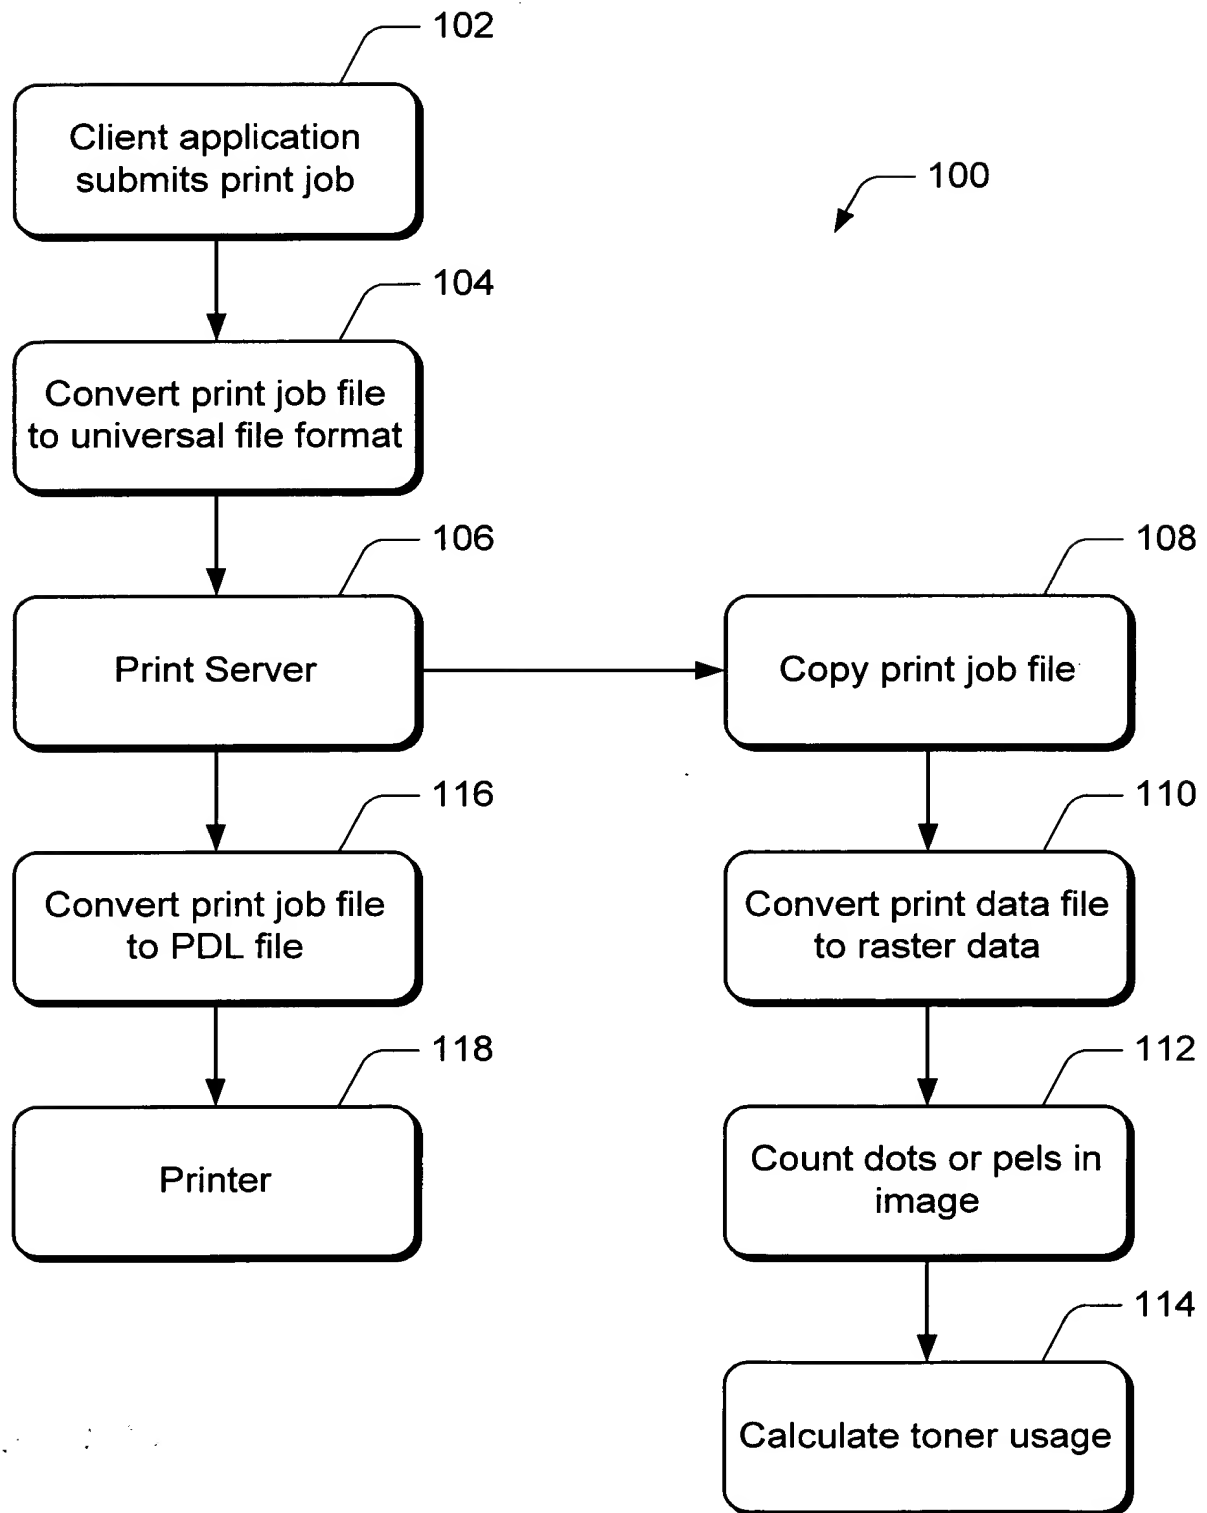 102
Client application
submits print job
100
104
Convert print job file
to universal file format
106
Print Server
108
Copy print job file
116
Convert print job file
to PDL file
110
Convert print data file
to raster data
118
Printer
112
Count dots or pels in
image
114
Calculate toner usage